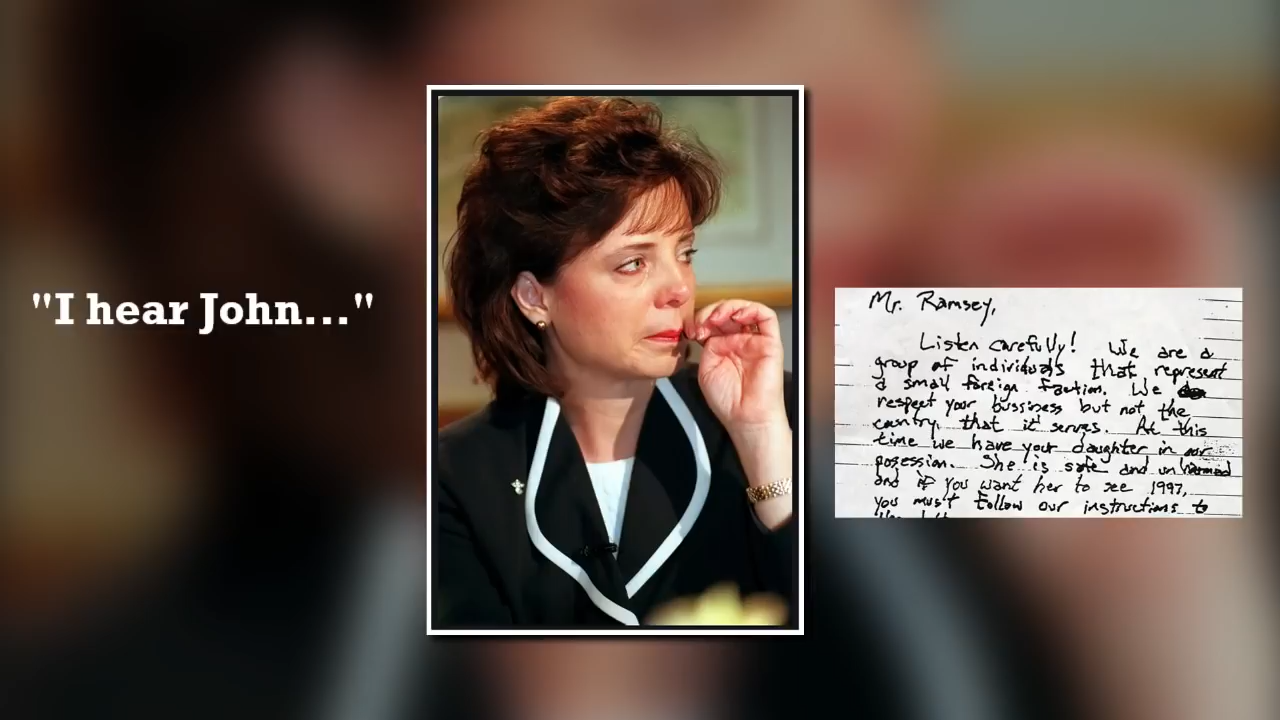 "I hear John..."
Mr. Ramsey,
Listen carefully! We are a
group of individuals that represent
a small foreign faction. We
respect your bussiness but not the
country that it serves. At this
time we have your daughter in our
posession. She is safe and unharmed
and if you want her to see 1997,
you must follow our instructions to